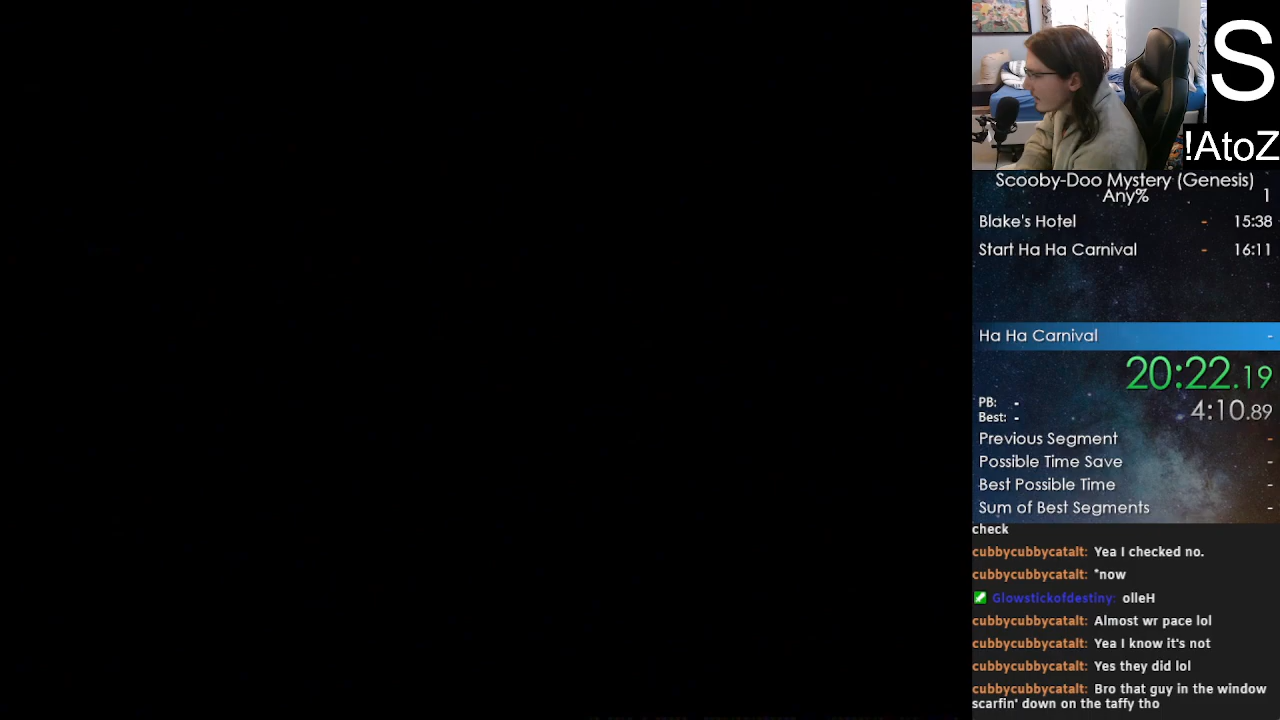 S
!AtoZ
Scooby-Doo Mystery (Genesis)
Any% 1
Blake's Hotel - 15:38
Start Ha Ha Carnival - 16:11
Ha Ha Carnival -
20:22.19
PB: - 4:10.89
Best: -
Previous Segment -
Possible Time Save -
Best Possible Time -
Sum of Best Segments -
check
cubbycubbycatalt: Yea I checked no.
cubbycubbycatalt: *now
Glowstickofdestiny: olleH
cubbycubbycatalt: Almost wr pace lol
cubbycubbycatalt: Yea I know it's not
cubbycubbycatalt: Yes they did lol
cubbycubbycatalt: Bro that guy in the window
scarfin' down on the taffy tho